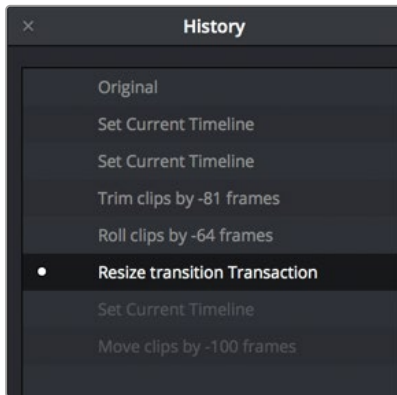 History
Original
Set Current Timeline
Set Current Timeline
Trim clips by -81 frames
Roll clips by -64 frames
Resize transition Transaction
Set Current Timeline
Move clips by -100 frames